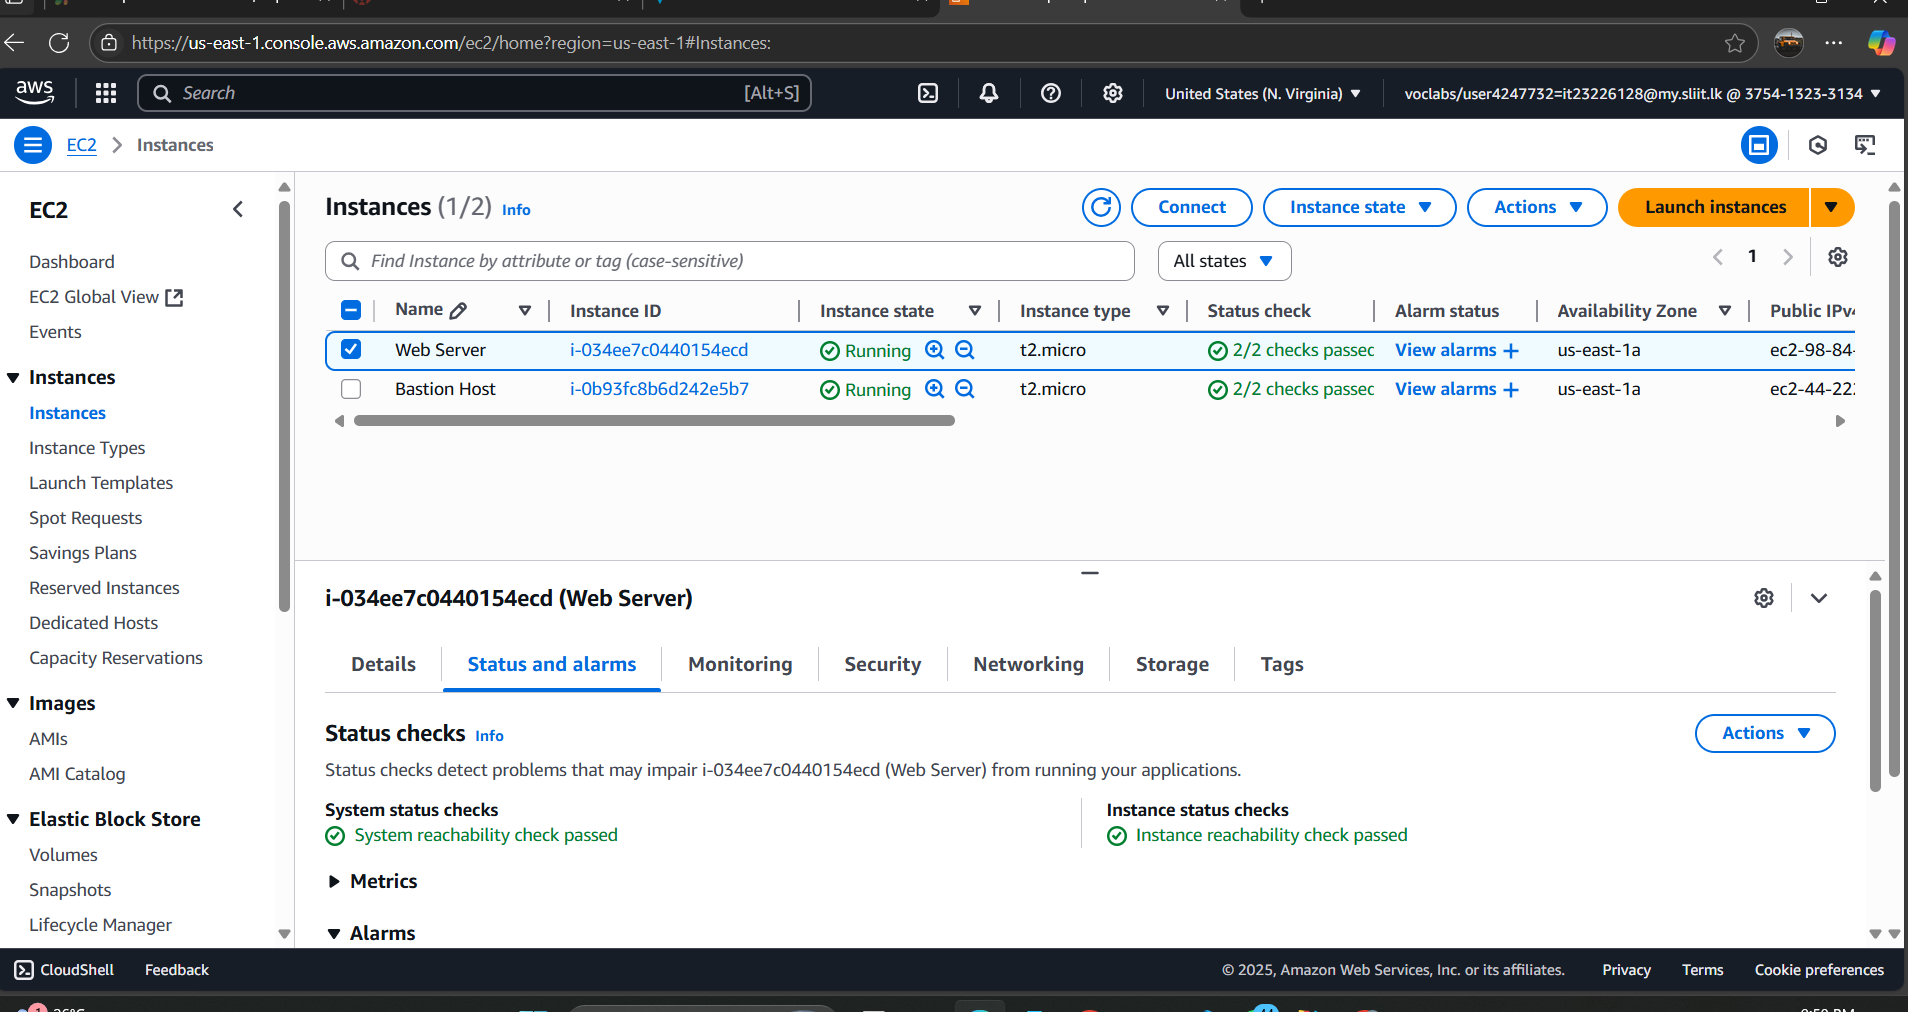 https://us-east-1.console.aws.amazon.com/ec2/home?region=us-east-1#Instances:
aws
Search
[Alt+S]
United States (N. Virginia)
voclabs/user4247732=it23226128@my.sliit.lk @ 3754-1323-3134
EC2 > Instances
EC2
Dashboard
EC2 Global View
Events
Instances
Instances
Instance Types
Launch Templates
Spot Requests
Savings Plans
Reserved Instances
Dedicated Hosts
Capacity Reservations
Images
AMIs
AMI Catalog
Elastic Block Store
Volumes
Snapshots
Lifecycle Manager
Instances (1/2) Info
Connect
Instance state
Actions
Launch instances
Find Instance by attribute or tag (case-sensitive)
All states
1
Name Instance ID Instance state Instance type Status check Alarm status Availability Zone Public IPv4
Web Server i-034ee7c0440154ecd Running t2.micro 2/2 checks passed View alarms + us-east-1a ec2-98-84-
Bastion Host i-0b93fc8b6d242e5b7 Running t2.micro 2/2 checks passed View alarms + us-east-1a ec2-44-222
i-034ee7c0440154ecd (Web Server)
Details Status and alarms Monitoring Security Networking Storage Tags
Status checks Info
Actions
Status checks detect problems that may impair i-034ee7c0440154ecd (Web Server) from running your applications.
System status checks
System reachability check passed
Instance status checks
Instance reachability check passed
Metrics
Alarms
CloudShell Feedback
© 2025, Amazon Web Services, Inc. or its affiliates. Privacy Terms Cookie preferences